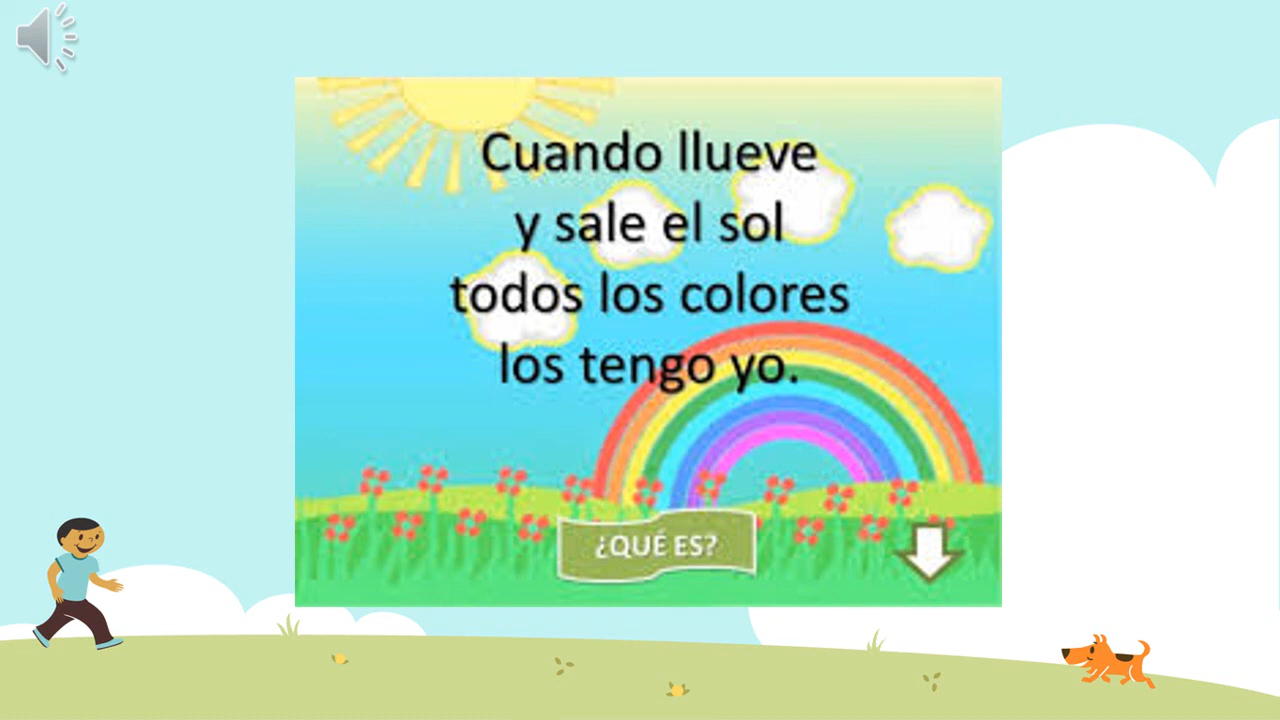 Cuando llueve
y sale el sol
todos los colores
los tengo yo.
¿QUÉ ES?